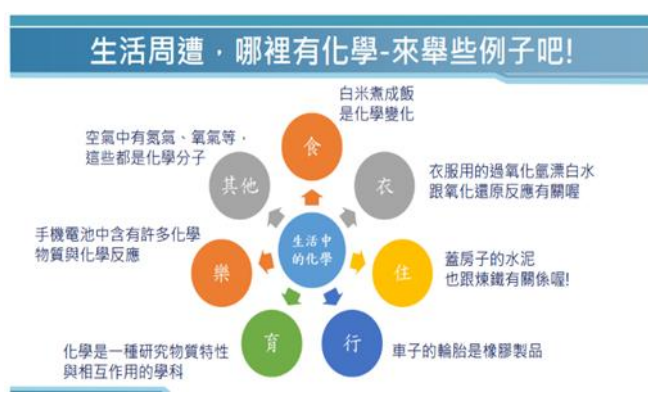 生活周遭，哪裡有化學-來舉些例子吧!
白米煮成飯
是化學變化
食
空氣中有氮氣、氧氣等，
這些都是化學分子
其他
衣
衣服用的過氧化氫漂白水
跟氧化還原反應有關喔
手機電池中含有許多化學
物質與化學反應
樂
生活中
的化學
住
蓋房子的水泥
也跟煉鐵有關係喔!
化學是一種研究物質特性
與相互作用的學科
育
行
車子的輪胎是橡膠製品